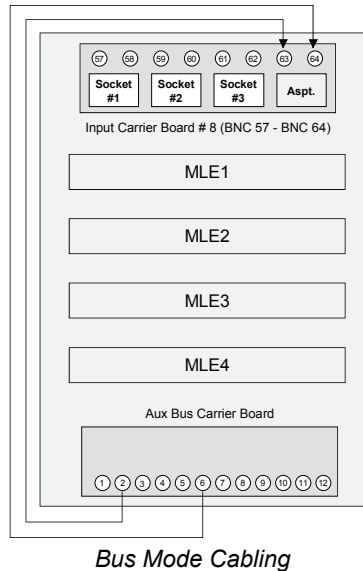 57 58 59 60 61 62 63 64
Socket #1 Socket #2 Socket #3 Aspt.
Input Carrier Board # 8 (BNC 57 - BNC 64)
MLE1
MLE2
MLE3
MLE4
Aux Bus Carrier Board
1 2 3 4 5 6 7 8 9 10 11 12
Bus Mode Cabling